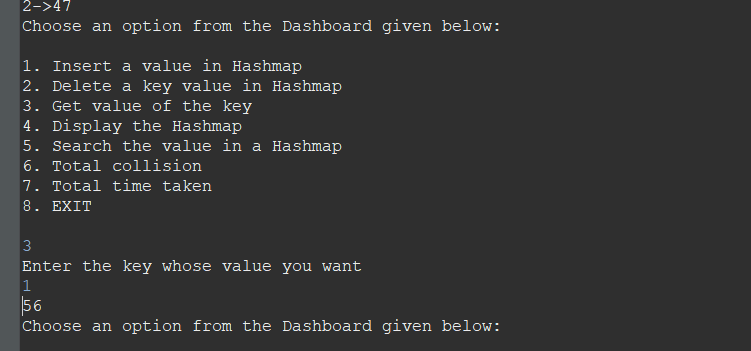 2->47
Choose an option from the Dashboard given below:
1. Insert a value in Hashmap
2. Delete a key value in Hashmap
3. Get value of the key
4. Display the Hashmap
5. Search the value in a Hashmap
6. Total collision
7. Total time taken
8. EXIT
3
Enter the key whose value you want
1
56
Choose an option from the Dashboard given below: